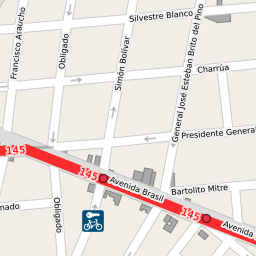 Silvestre Blanco
Francisco Araucho
Obligado
Simón Bolívar
General José Esteban Brito del Pino
Charrúa
Presidente General
145
145
Avenida Brasil
Bartolito Mitre
145
Avenida
Obligado